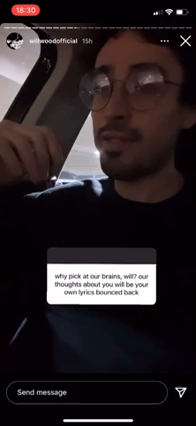 18:30
willwoodofficial 15h
why pick at our brains, will? our
thoughts about you will be your
own lyrics bounced back
Send message